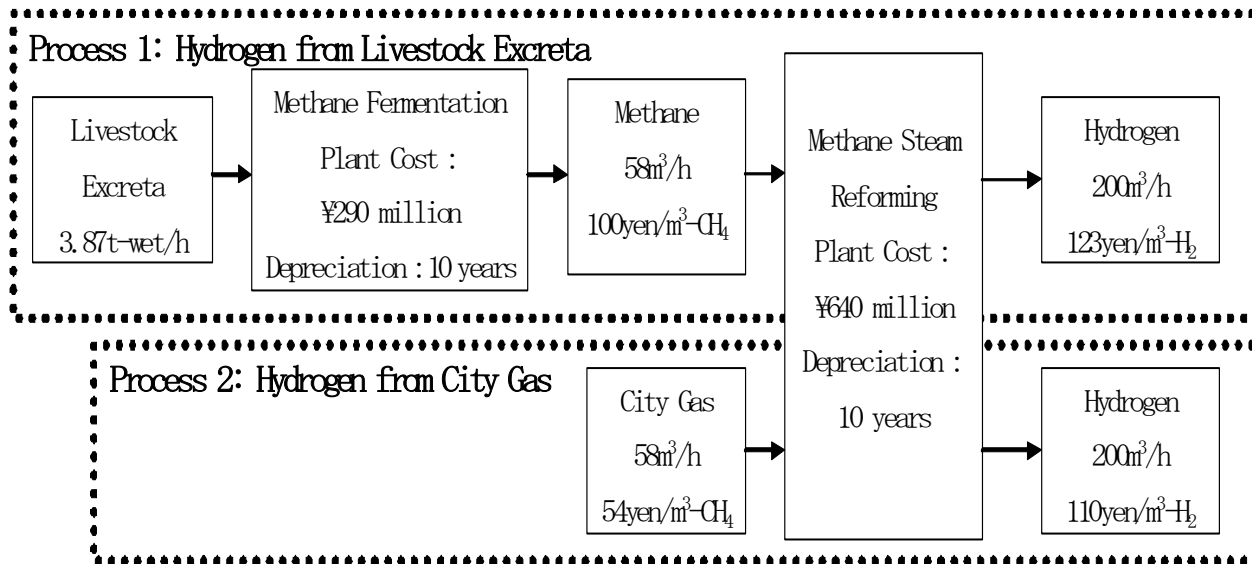 Process 1: Hydrogen from Livestock Excreta
Livestock
Excreta
3.87t-wet/h
Methane Fermentation
Plant Cost :
¥290 million
Depreciation : 10 years
Methane
58m³/h
100yen/m³-CH₄
Methane Steam
Reforming
Plant Cost :
¥640 million
Depreciation :
10 years
Hydrogen
200m³/h
123yen/m³-H₂
Process 2: Hydrogen from City Gas
City Gas
58m³/h
54yen/m³-CH₄
Hydrogen
200m³/h
110yen/m³-H₂